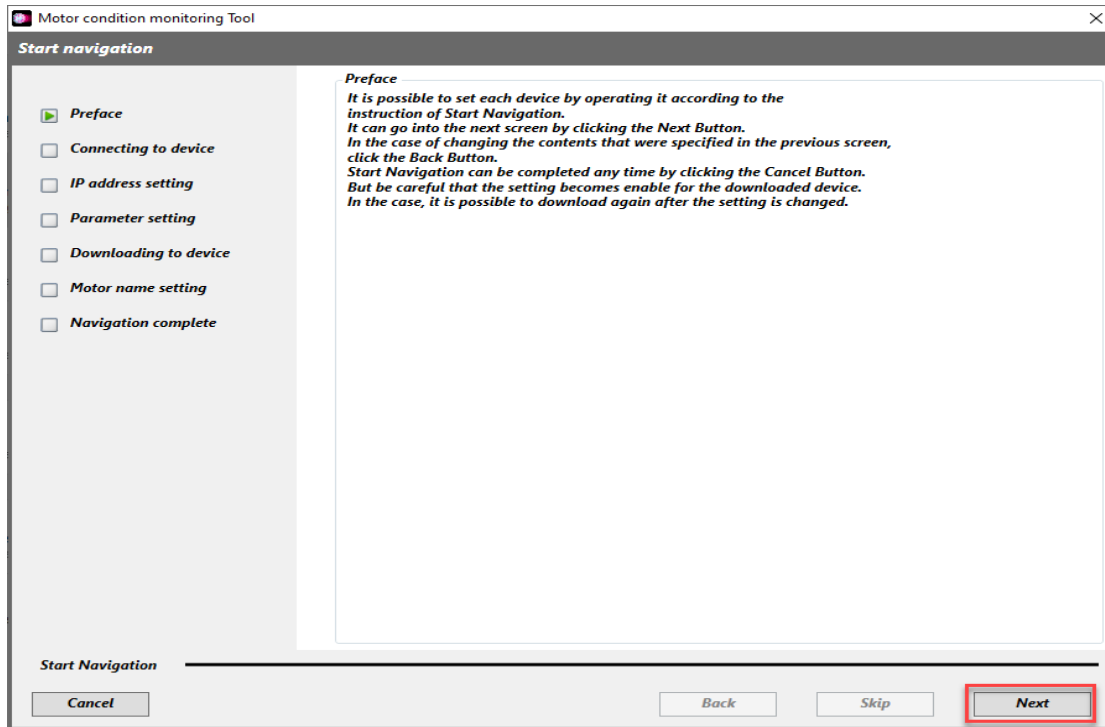 Motor condition monitoring Tool
Start navigation
Preface
Connecting to device
IP address setting
Parameter setting
Downloading to device
Motor name setting
Navigation complete
Preface
It is possible to set each device by operating it according to the
instruction of Start Navigation.
It can go into the next screen by clicking the Next Button.
In the case of changing the contents that were specified in the previous screen,
click the Back Button.
Start Navigation can be completed any time by clicking the Cancel Button.
But be careful that the setting becomes enable for the downloaded device.
In the case, it is possible to download again after the setting is changed.
Start Navigation
Cancel
Back
Skip
Next